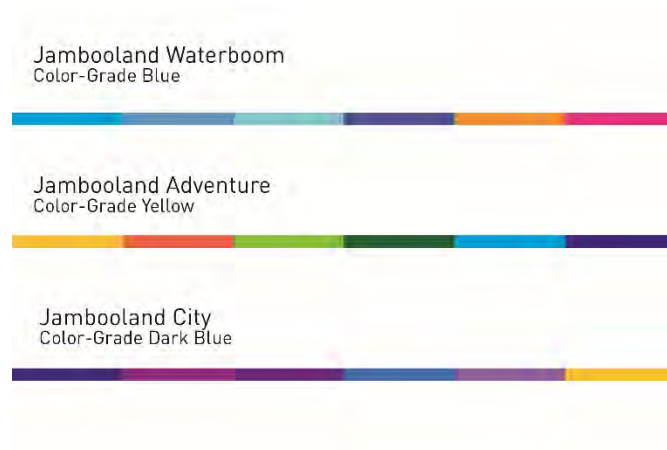 Jambooland Waterboom
Color-Grade Blue
Jambooland Adventure
Color-Grade Yellow
Jambooland City
Color-Grade Dark Blue